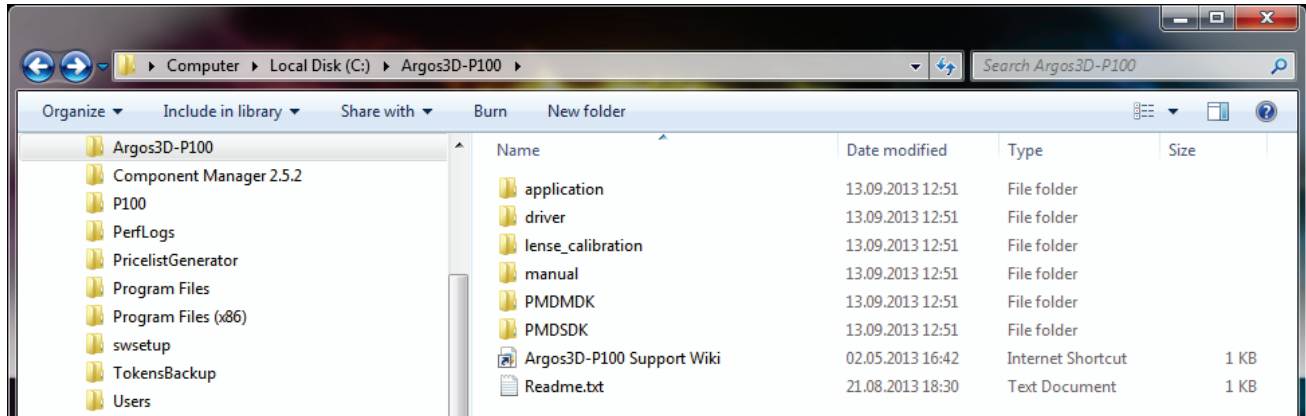 Computer Local Disk (C:) Argos3D-P100 Search Argos3D-P100
Organize Include in library Share with Burn New folder
Argos3D-P100
Component Manager 2.5.2
P100
PerfLogs
PricelistGenerator
Program Files
Program Files (x86)
swsetup
TokensBackup
Users
Name Date modified Type Size
application 13.09.2013 12:51 File folder
driver 13.09.2013 12:51 File folder
lense_calibration 13.09.2013 12:51 File folder
manual 13.09.2013 12:51 File folder
PMDMDK 13.09.2013 12:51 File folder
PMDSDK 13.09.2013 12:51 File folder
Argos3D-P100 Support Wiki 02.05.2013 16:42 Internet Shortcut 1 KB
Readme.txt 21.08.2013 18:30 Text Document 1 KB